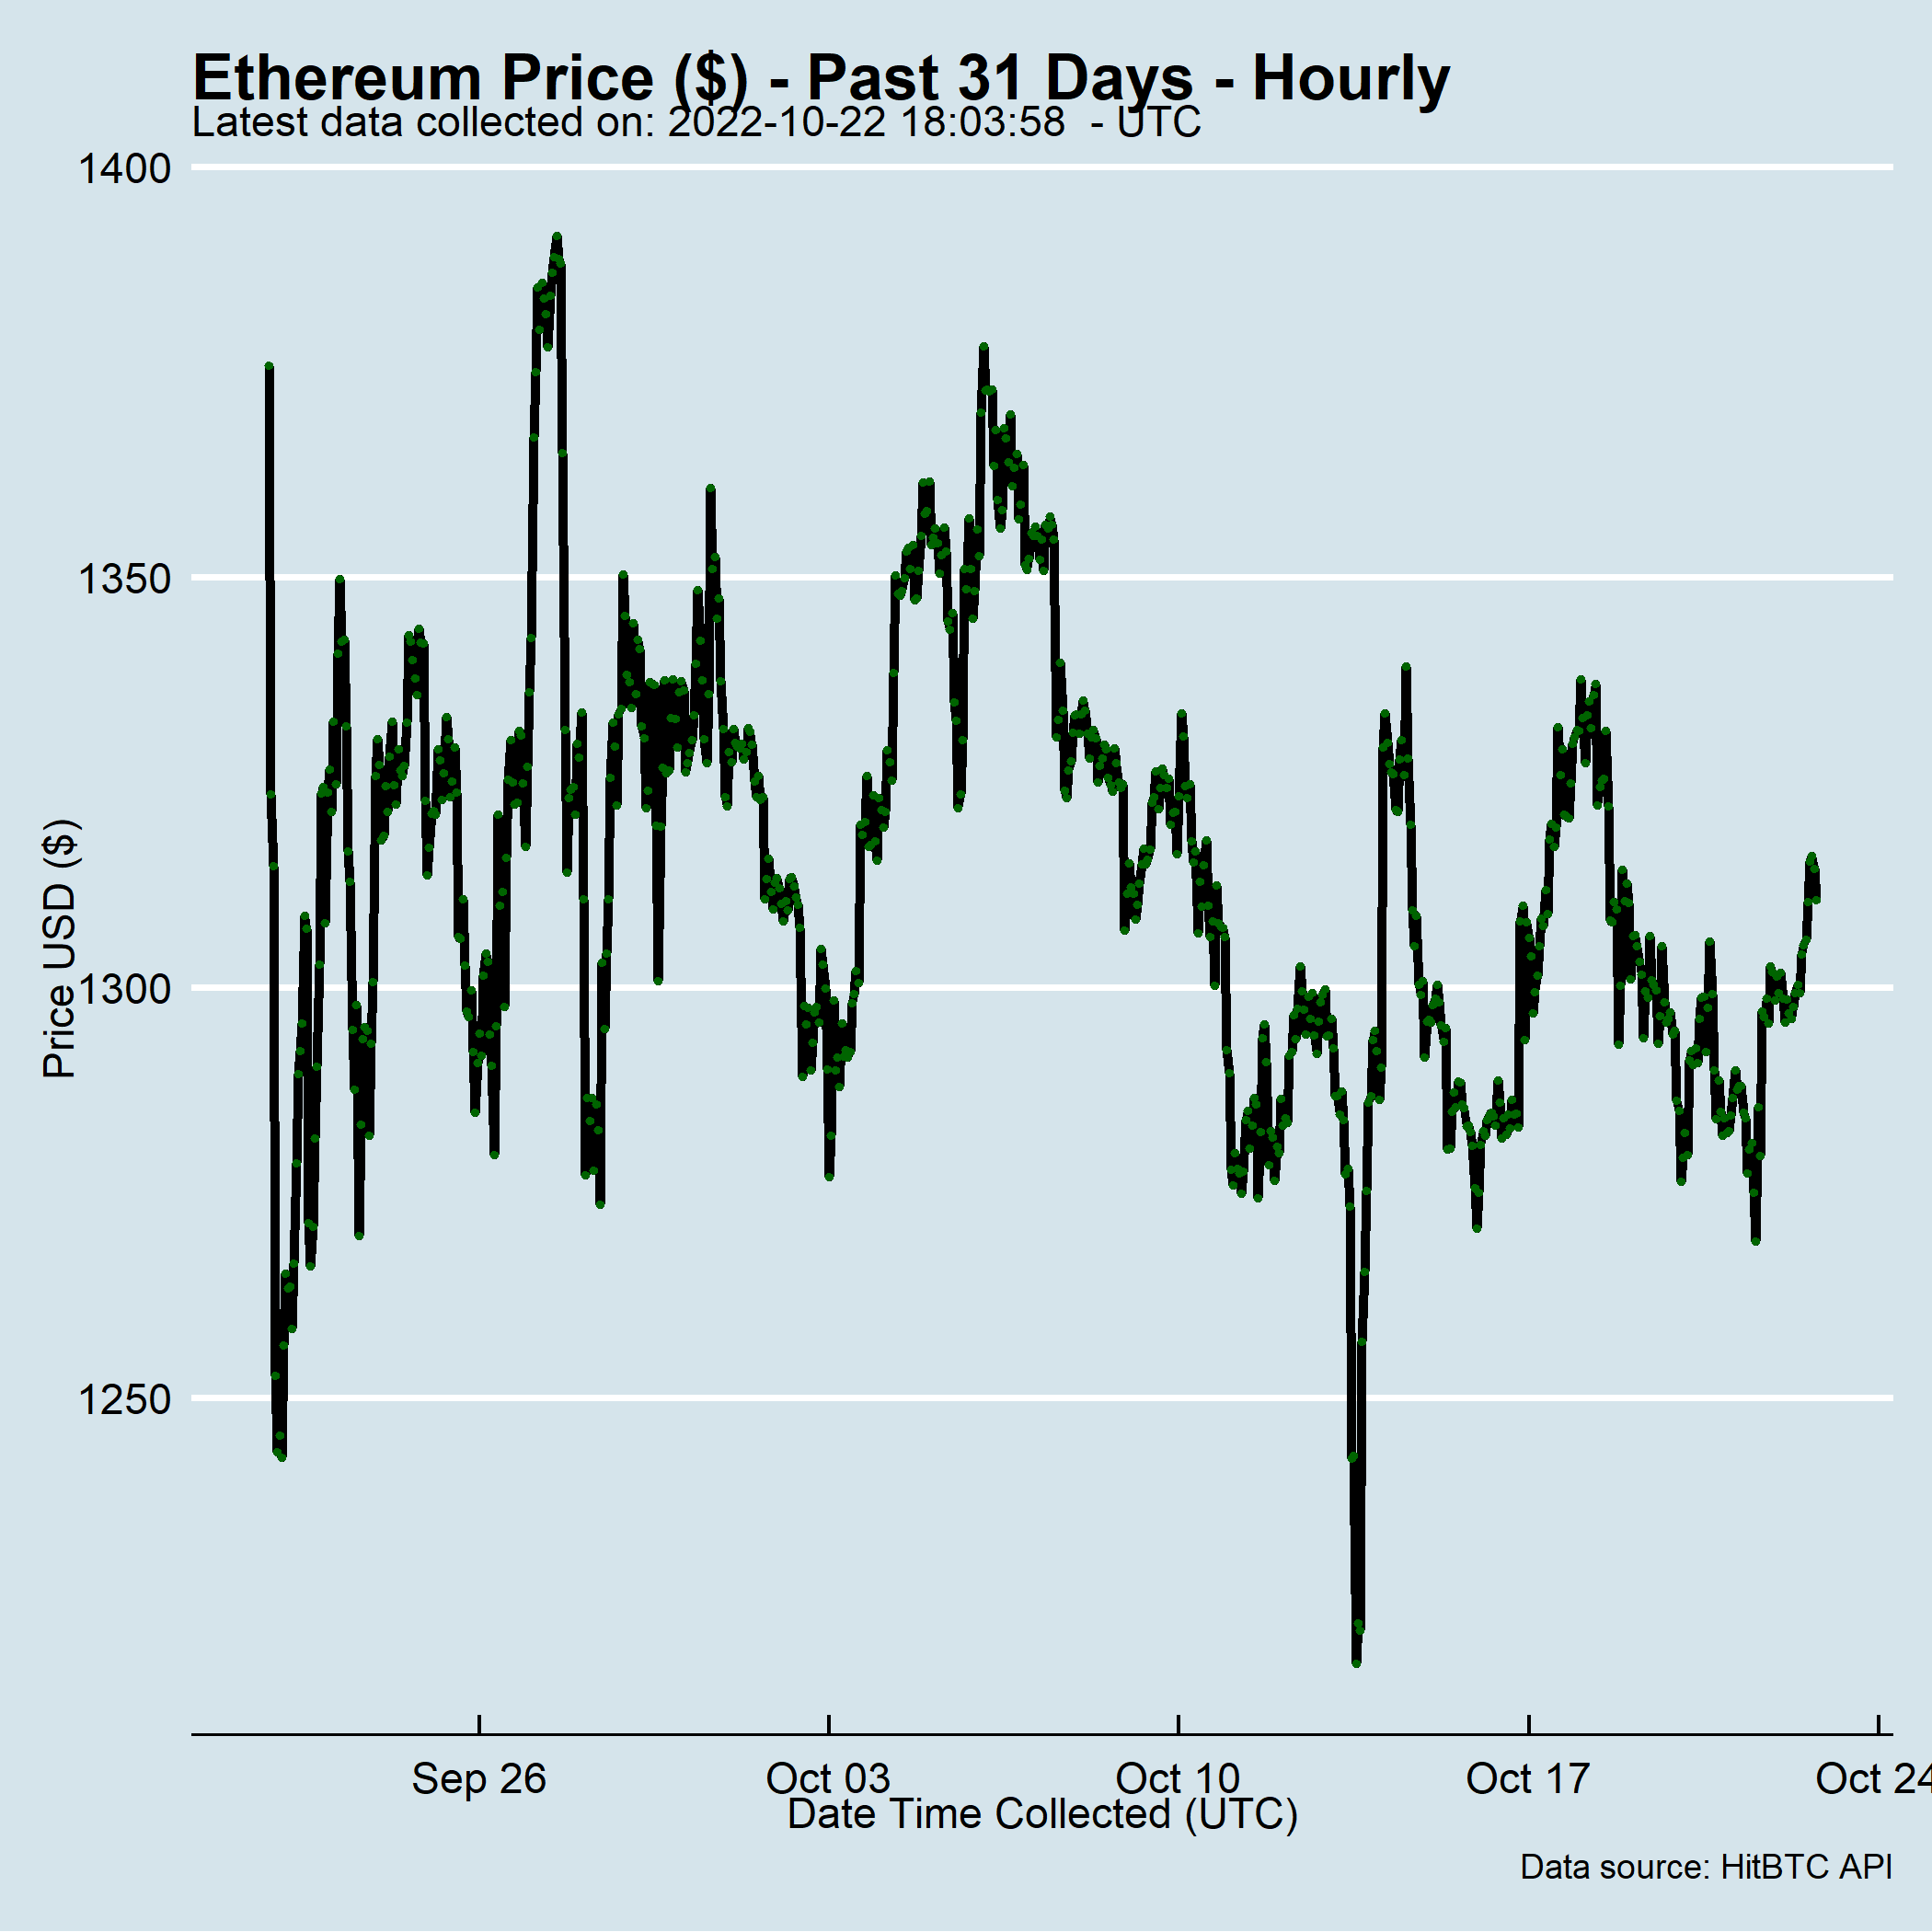 Ethereum Price ($) - Past 31 Days - Hourly
Latest data collected on: 2022-10-22 18:03:58  - UTC
1400
1350
1300
1250
Price USD ($)
Sep 26
Oct 03
Oct 10
Oct 17
Oct 24
Date Time Collected (UTC)
Data source: HitBTC API